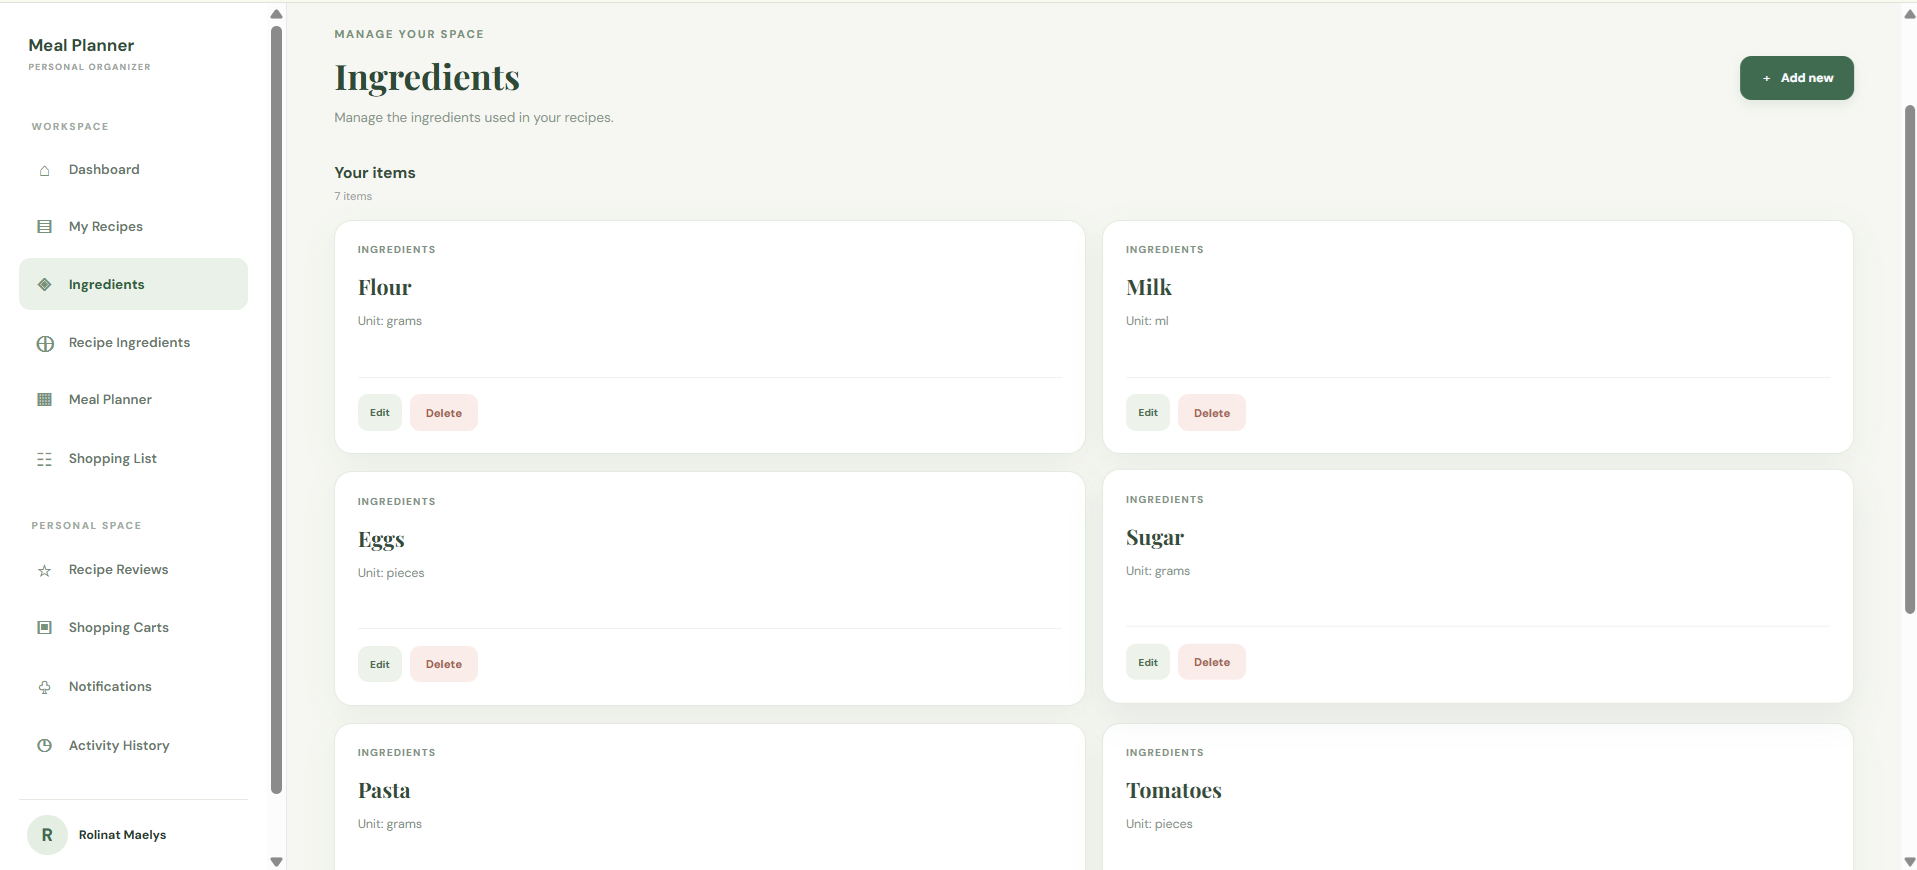 Meal Planner
PERSONAL ORGANIZER
WORKSPACE
Dashboard
My Recipes
Ingredients
Recipe Ingredients
Meal Planner
Shopping List
PERSONAL SPACE
Recipe Reviews
Shopping Carts
Notifications
Activity History
R
Rolinat Maelys
MANAGE YOUR SPACE
Ingredients
Manage the ingredients used in your recipes.
+ Add new
Your items
7 items
INGREDIENTS
Flour
Unit: grams
Edit Delete
INGREDIENTS
Milk
Unit: ml
Edit Delete
INGREDIENTS
Eggs
Unit: pieces
Edit Delete
INGREDIENTS
Sugar
Unit: grams
Edit Delete
INGREDIENTS
Pasta
Unit: grams
INGREDIENTS
Tomatoes
Unit: pieces